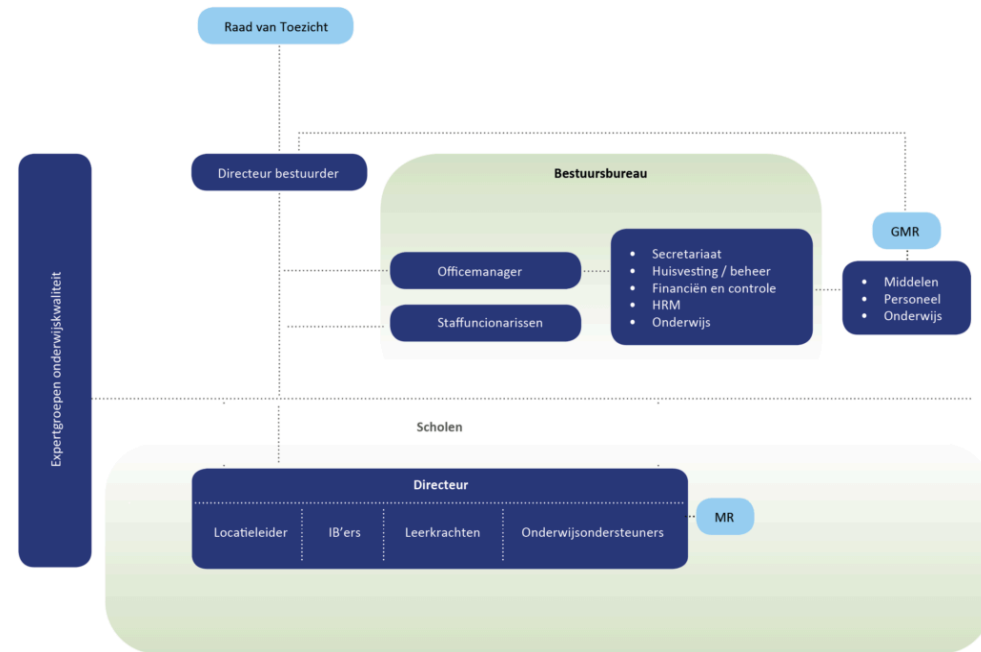 Raad van Toezicht
Directeur bestuurder
Bestuursbureau
GMR
Officemanager
Staffuncionarissen
• Secretariaat
• Huisvesting / beheer
• Financiën en controle
• HRM
• Onderwijs
• Middelen
• Personeel
• Onderwijs
Expertgroepen onderwijskwaliteit
Scholen
Directeur
Locatieleider
IB’ers
Leerkrachten
Onderwijsondersteuners
MR